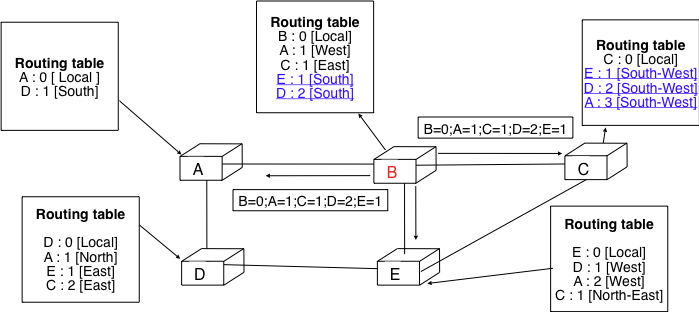 Routing table
A : 0 [ Local ]
D : 1 [South]
Routing table
B : 0 [Local]
A : 1 [West]
C : 1 [East]
E : 1 [South]
D : 2 [South]
Routing table
C : 0 [Local]
E : 1 [South-West]
D : 2 [South-West]
A : 3 [South-West]
B=0;A=1;C=1;D=2;E=1
A
B
C
B=0;A=1;C=1;D=2;E=1
Routing table
D : 0 [Local]
A : 1 [North]
E : 1 [East]
C : 2 [East]
D
E
Routing table
E : 0 [Local]
D : 1 [West]
A : 2 [West]
C : 1 [North-East]